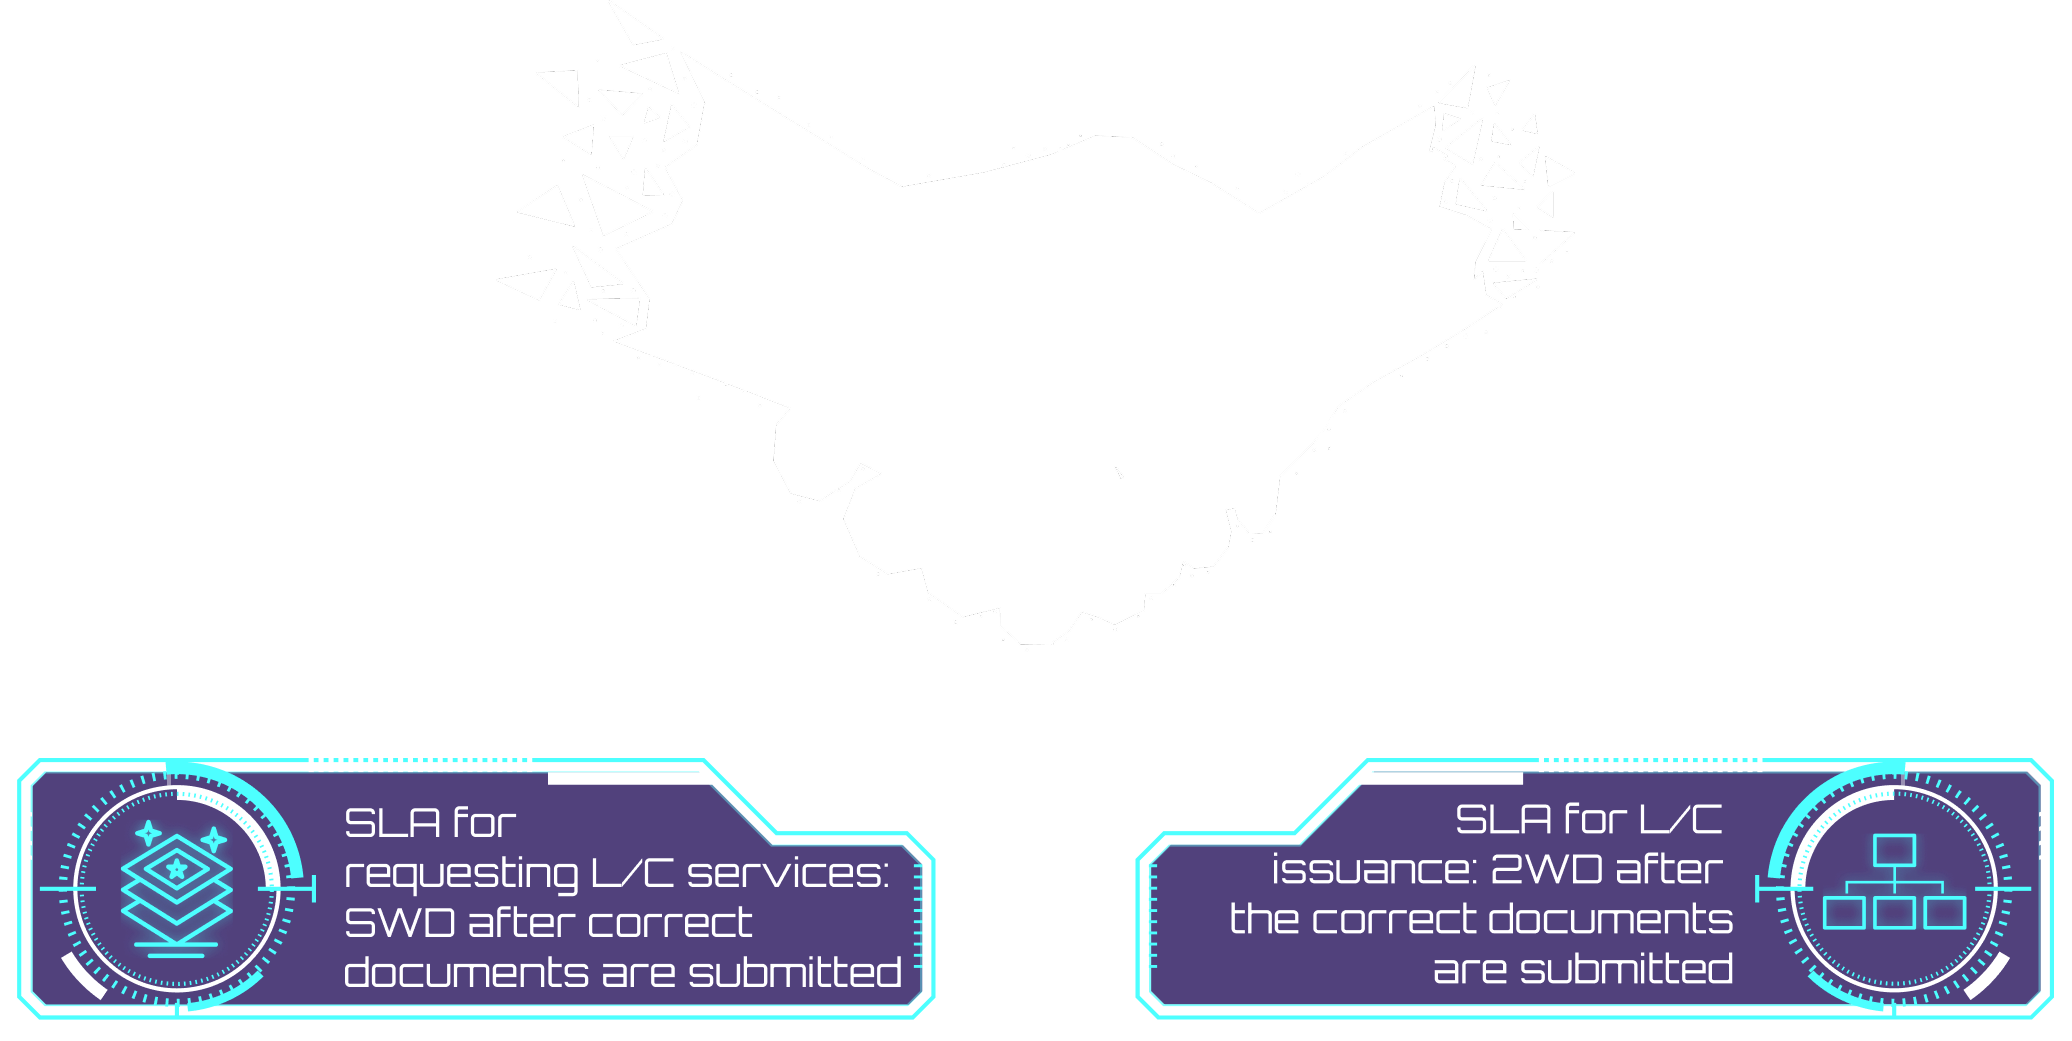 SLA for
requesting L/C services:
SWD after correct
documents are submitted
SLA for L/C
issuance: 2WD after
the correct documents
are submitted